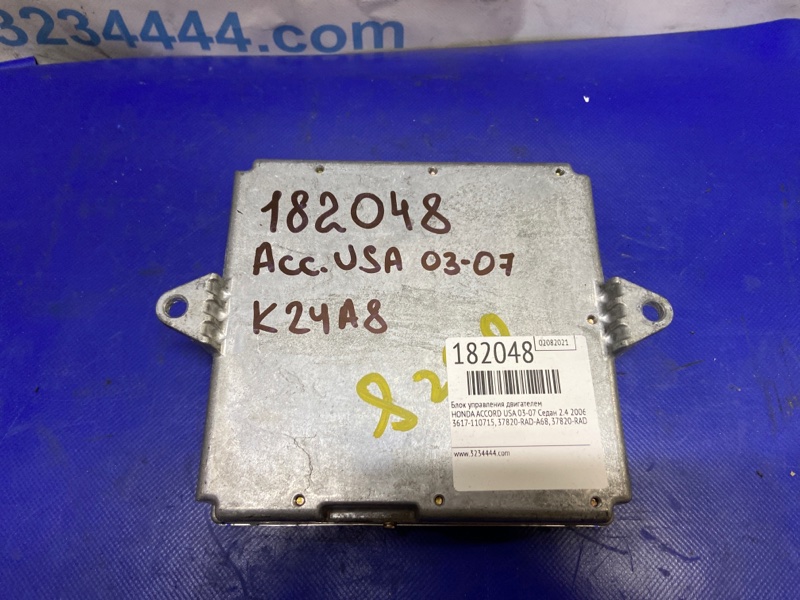 3234444.com
182048
Acc. USA 03-07
K24A8
182048
02082021
Блок управления двигателем
HONDA ACCORD USA 03-07 Седан 2.4 2006
3617-110715, 37820-RAD-A68, 37820-RAD
www.3234444.com